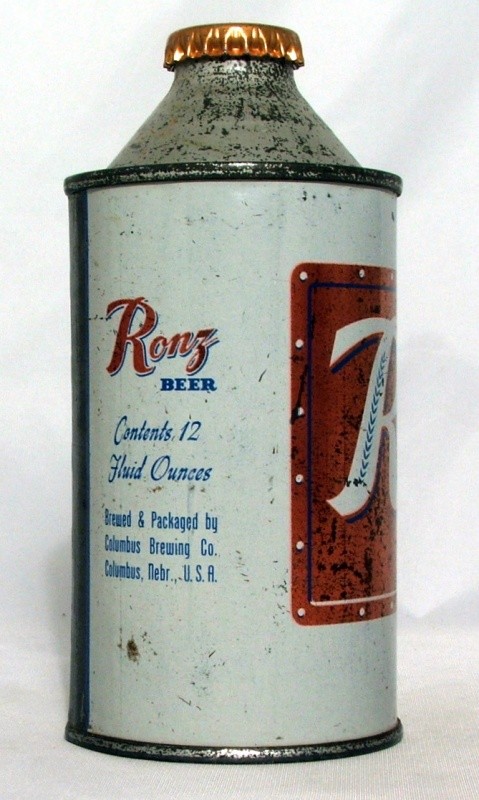 Ronz
BEER
Contents, 12
Fluid Ounces
Brewed & Packaged by
Columbus Brewing Co.
Columbus, Nebr., U.S.A.
R